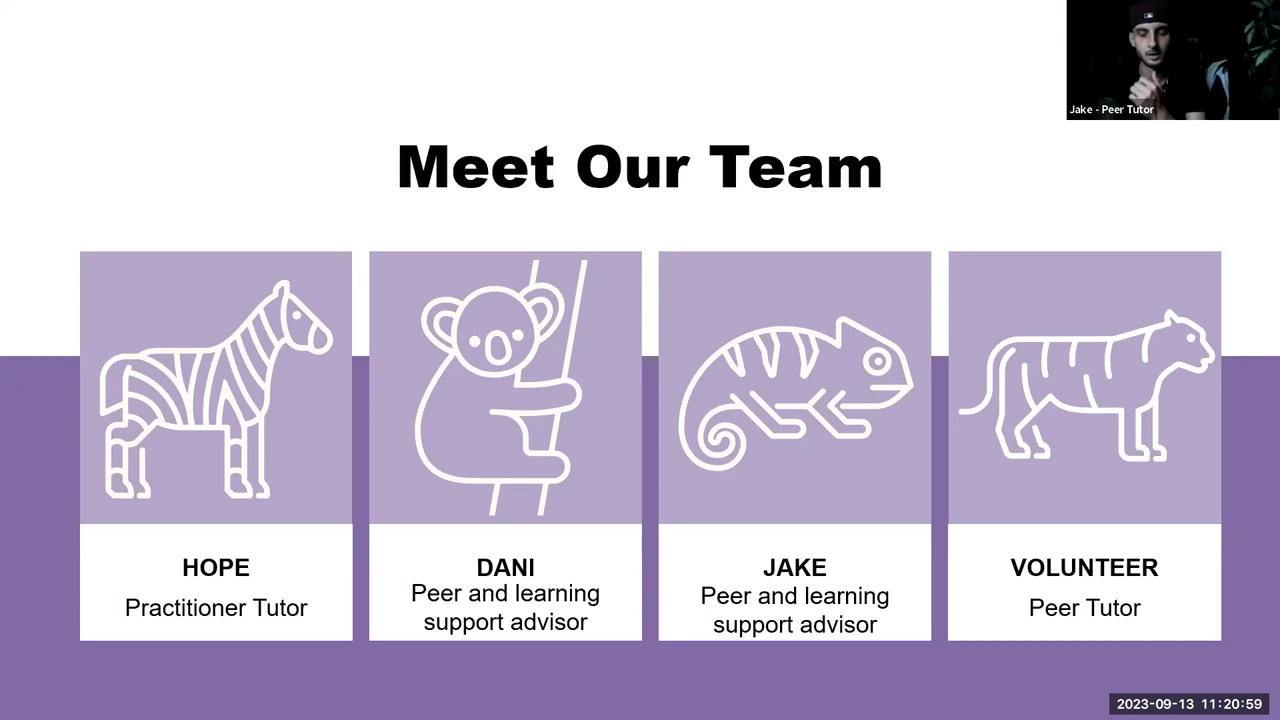 Jake - Peer Tutor
Meet Our Team
HOPE
Practitioner Tutor
DANI
Peer and learning
support advisor
JAKE
Peer and learning
support advisor
VOLUNTEER
Peer Tutor
2023-09-13 11:20:59